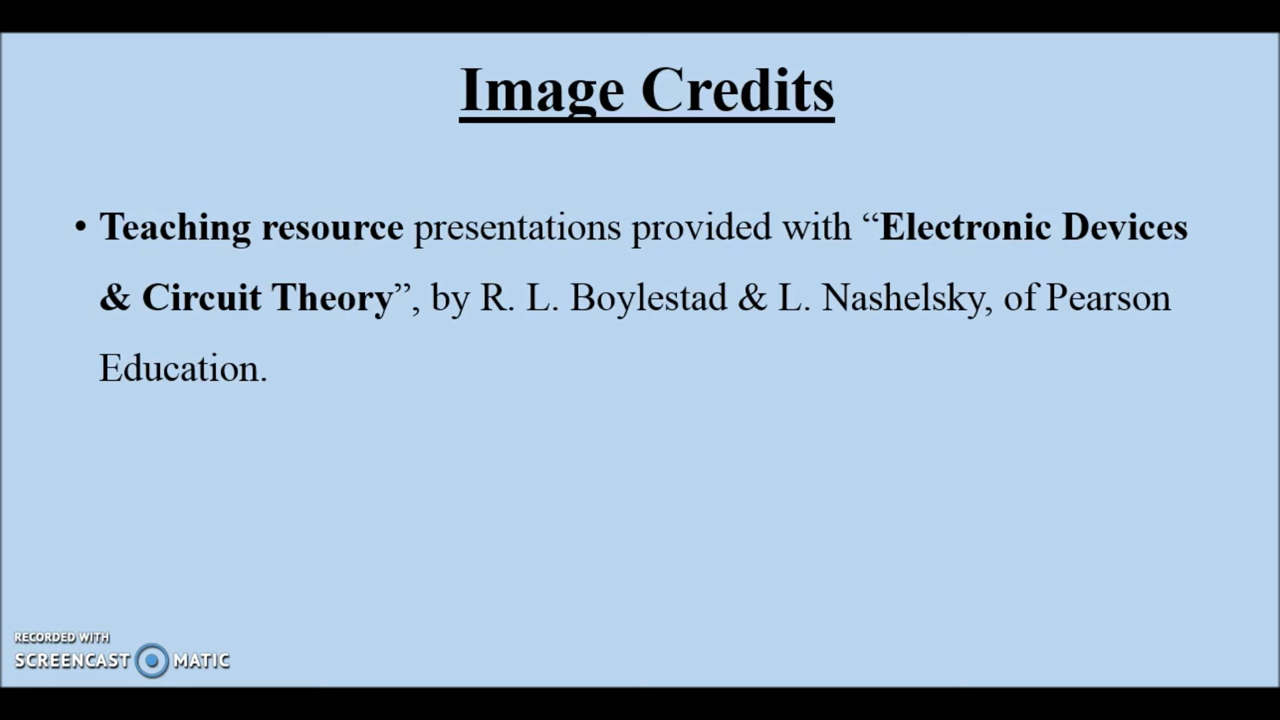 Image Credits
• Teaching resource presentations provided with “Electronic Devices
& Circuit Theory”, by R. L. Boylestad & L. Nashelsky, of Pearson
Education.
RECORDED WITH
SCREENCAST MATIC